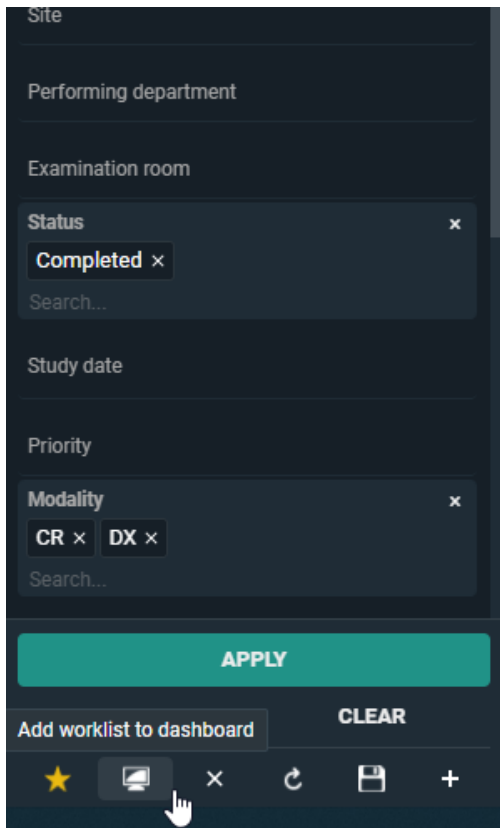 Site
Performing department
Examination room
Status
Completed ×
Search...
Study date
Priority
Modality
CR × DX ×
Search...
APPLY
CLEAR
Add worklist to dashboard